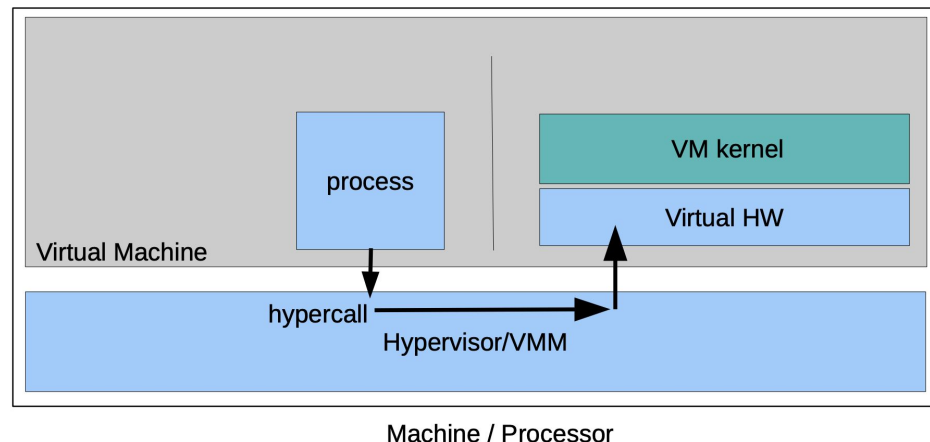 process
VM kernel
Virtual HW
Virtual Machine
hypercall
Hypervisor/VMM
Machine / Processor